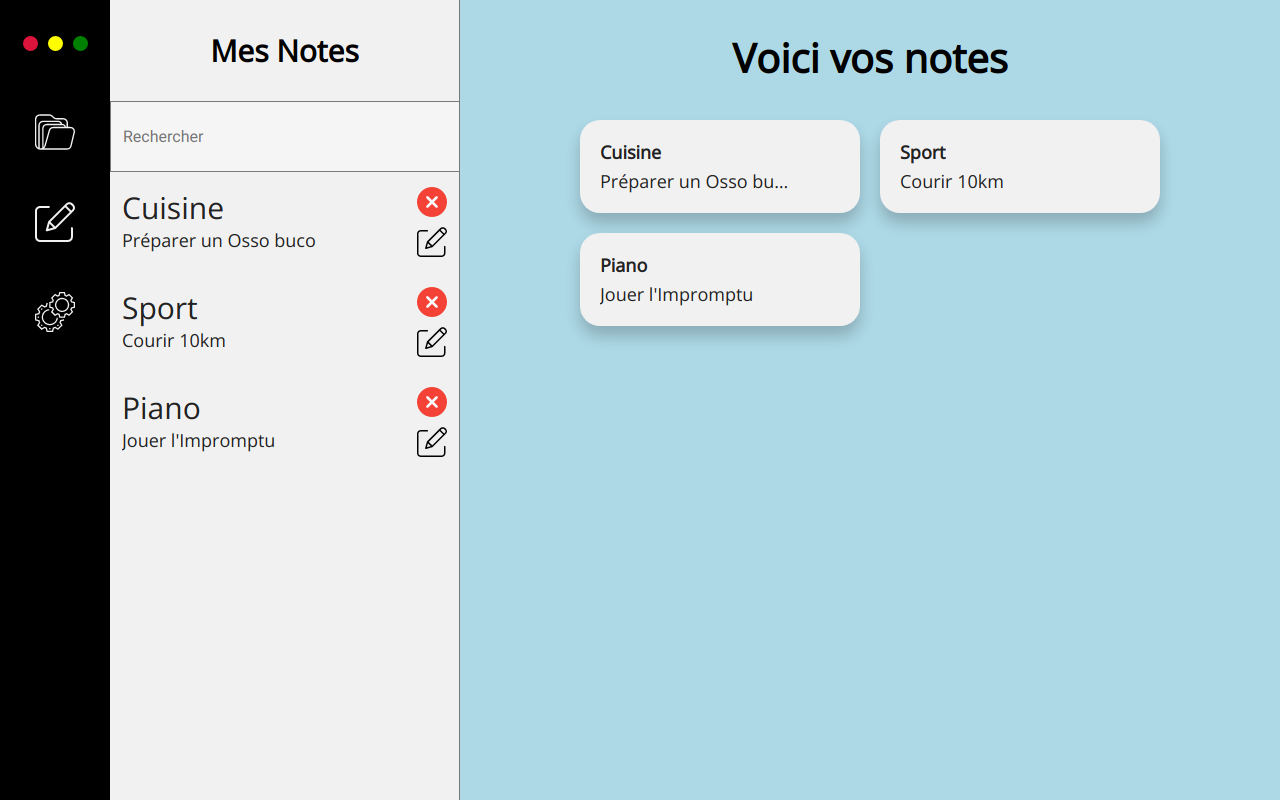 Mes Notes
Rechercher
Cuisine
Préparer un Osso buco
Sport
Courir 10km
Piano
Jouer l'Impromptu
Voici vos notes
Cuisine
Préparer un Osso bu...
Sport
Courir 10km
Piano
Jouer l'Impromptu